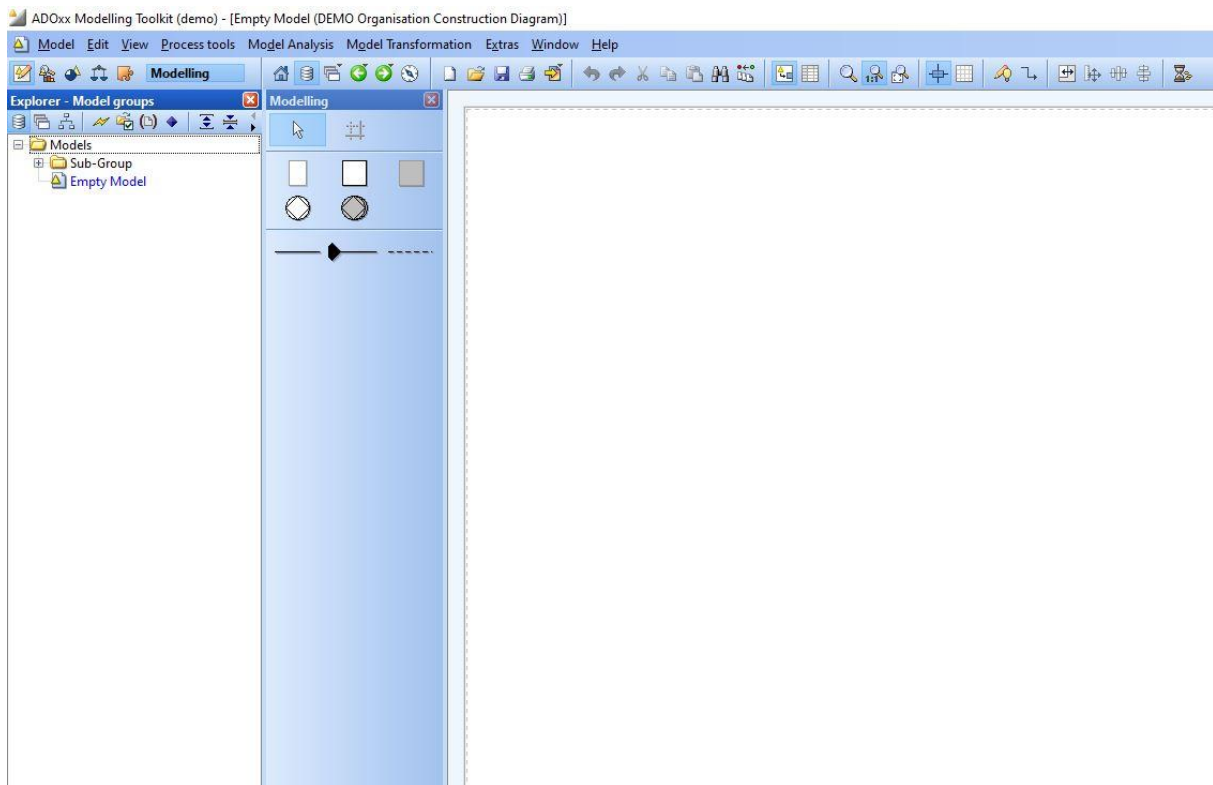 ADOxx Modelling Toolkit (demo) - [Empty Model (DEMO Organisation Construction Diagram)]
Model Edit View Process tools Model Analysis Model Transformation Extras Window Help
Modelling
Explorer - Model groups
Modelling
Models
Sub-Group
Empty Model